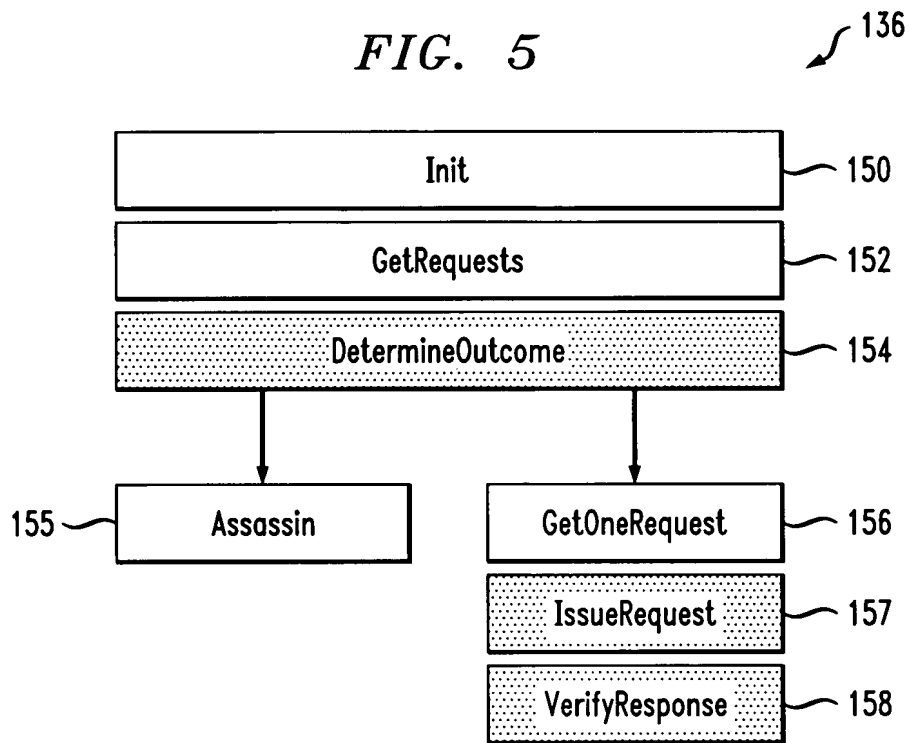 FIG. 5
136
Init
150
GetRequests
152
DetermineOutcome
154
155
Assassin
GetOneRequest
156
IssueRequest
157
VerifyResponse
158